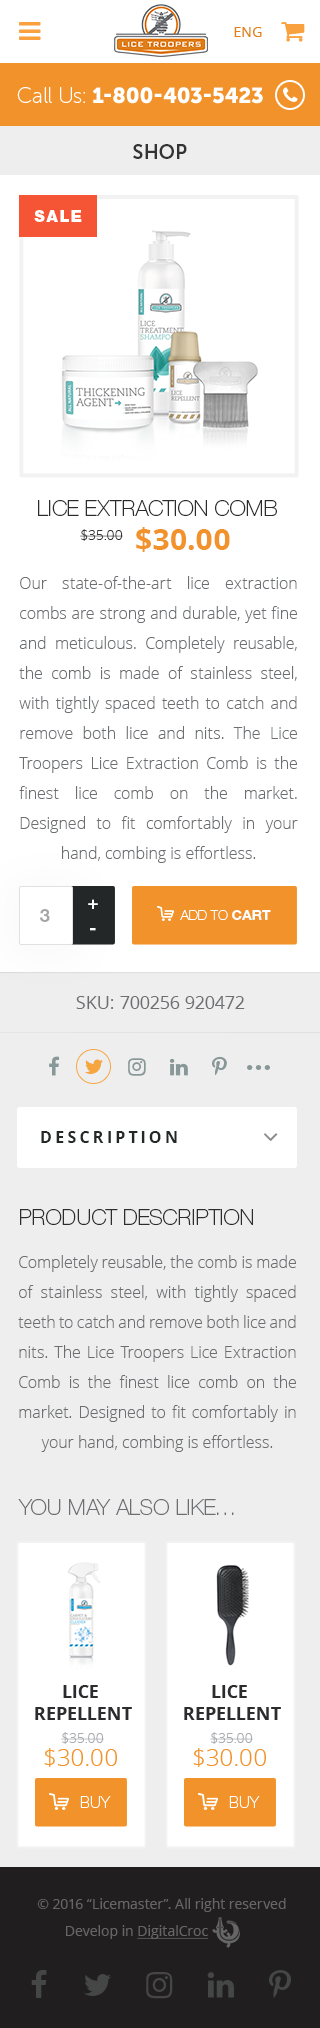 LICE TROOPERS
ENG
Call Us: 1-800-403-5423
SHOP
SALE
LICE
TREATMENT
SHAMPOO
THICKENING
AGENT
LICE
REPELLENT
LICE EXTRACTION COMB
$35.00 $30.00
Our state-of-the-art lice extraction
combs are strong and durable, yet fine
and meticulous. Completely reusable,
the comb is made of stainless steel,
with tightly spaced teeth to catch and
remove both lice and nits. The Lice
Troopers Lice Extraction Comb is the
finest lice comb on the market.
Designed to fit comfortably in your
hand, combing is effortless.
3
+
-
ADD TO CART
SKU: 700256 920472
DESCRIPTION
PRODUCT DESCRIPTION
Completely reusable, the comb is made
of stainless steel, with tightly spaced
teeth to catch and remove both lice and
nits. The Lice Troopers Lice Extraction
Comb is the finest lice comb on the
market. Designed to fit comfortably in
your hand, combing is effortless.
YOU MAY ALSO LIKE...
LICE
REPELLENT
$35.00
$30.00
BUY
LICE
REPELLENT
$35.00
$30.00
BUY
© 2016 “Licemaster”. All right reserved
Develop in DigitalCroc